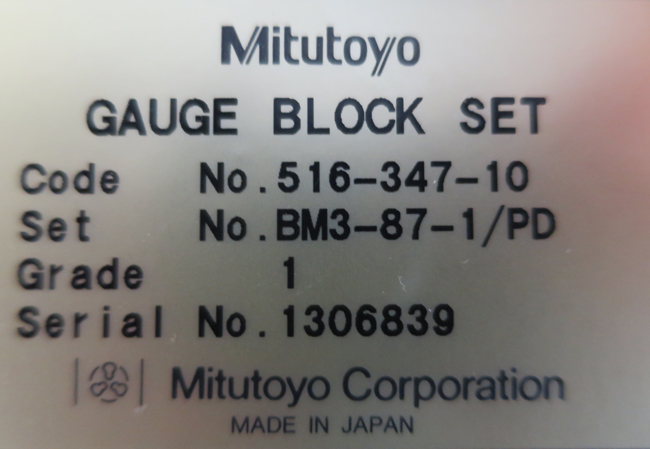 Mitutoyo
GAUGE BLOCK SET
Code No.516-347-10
Set No.BM3-87-1/PD
Grade 1
Serial No.1306839
Mitutoyo Corporation
MADE IN JAPAN